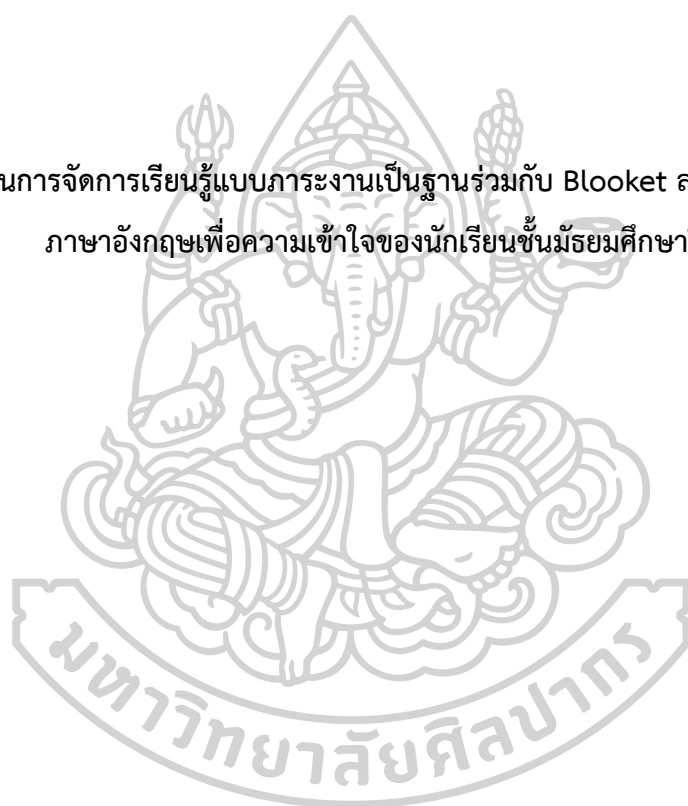 นการจัดการเรียนรู้แบบภาระงานเป็นฐานร่วมกับ Blooket ส
ภาษาอังกฤษเพื่อความเข้าใจของนักเรียนชั้นมัธยมศึกษา
มหาวิทยาลัยศิลปากร